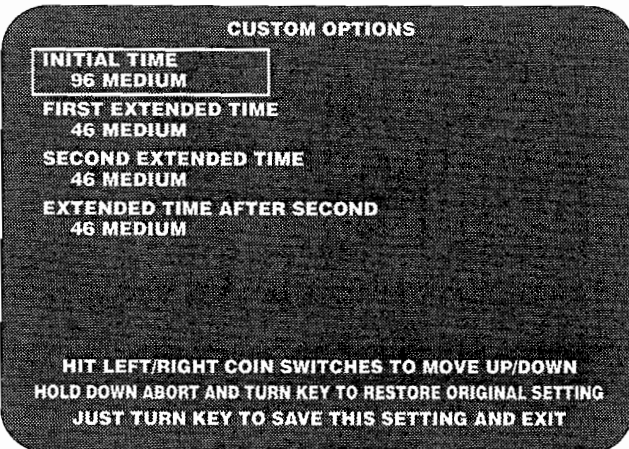 CUSTOM OPTIONS
INITIAL TIME
96 MEDIUM
FIRST EXTENDED TIME
46 MEDIUM
SECOND EXTENDED TIME
46 MEDIUM
EXTENDED TIME AFTER SECOND
46 MEDIUM
HIT LEFT/RIGHT COIN SWITCHES TO MOVE UP/DOWN
HOLD DOWN ABORT AND TURN KEY TO RESTORE ORIGINAL SETTING
JUST TURN KEY TO SAVE THIS SETTING AND EXIT